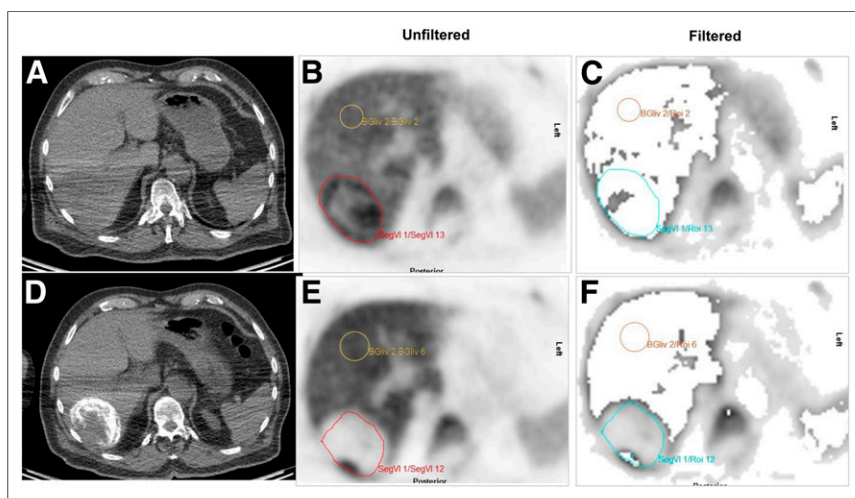 Unfiltered
Filtered
A
B
C
BGliv 2/BGliv 2
BGliv 2/Roi 2
Left
Left
SegVI 1/SegVI 13
SegVI 1/Roi 13
Posterior
D
E
F
BGliv 2/BGliv 6
BGliv 2/Roi 6
Left
Left
SegVI 1/SegVI 12
SegVI 1/Roi 12
Posterior